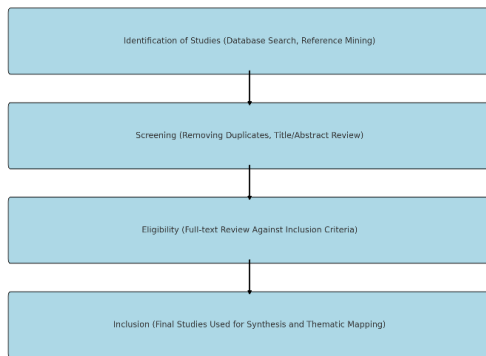 Identification of Studies (Database Search, Reference Mining)
Screening (Removing Duplicates, Title/Abstract Review)
Eligibility (Full-text Review Against Inclusion Criteria)
Inclusion (Final Studies Used for Synthesis and Thematic Mapping)